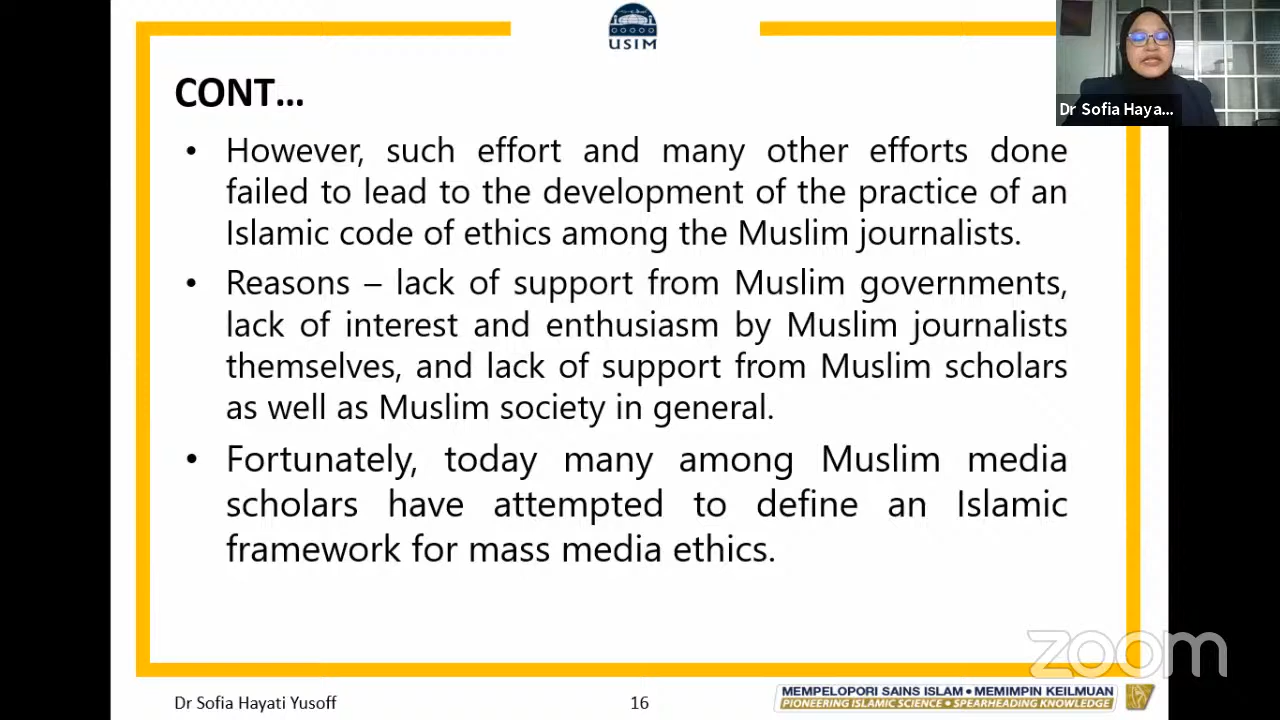 USIM
Dr Sofia Haya...
CONT...
• However, such effort and many other efforts done
failed to lead to the development of the practice of an
Islamic code of ethics among the Muslim journalists.
• Reasons – lack of support from Muslim governments,
lack of interest and enthusiasm by Muslim journalists
themselves, and lack of support from Muslim scholars
as well as Muslim society in general.
• Fortunately, today many among Muslim media
scholars have attempted to define an Islamic
framework for mass media ethics.
zoom
Dr Sofia Hayati Yusoff
16
MEMPELOPORI SAINS ISLAM • MEMIMPIN KEILMUAN
PIONEERING ISLAMIC SCIENCE • SPEARHEADING KNOWLEDGE